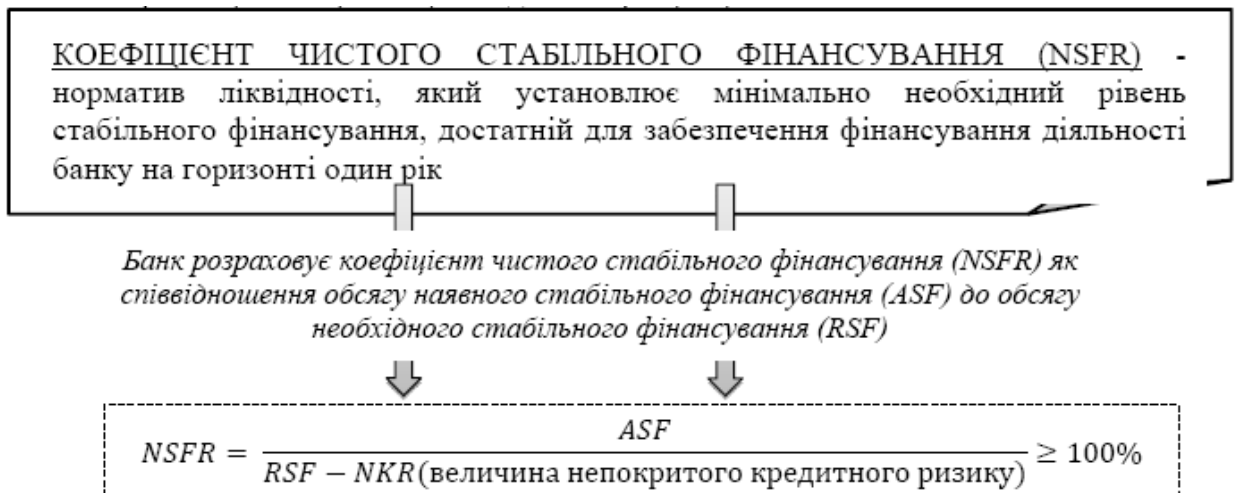 КОЕФІЦІЄНТ ЧИСТОГО СТАБІЛЬНОГО ФІНАНСУВАННЯ (NSFR) -
норматив ліквідності, який установлює мінімально необхідний рівень
стабільного фінансування, достатній для забезпечення фінансування діяльності
банку на горизонті один рік
Банк розраховує коефіцієнт чистого стабільного фінансування (NSFR) як
співвідношення обсягу наявного стабільного фінансування (ASF) до обсягу
необхідного стабільного фінансування (RSF)
NSFR = ASF / RSF − NKR(величина непокритого кредитного ризику) ≥ 100%